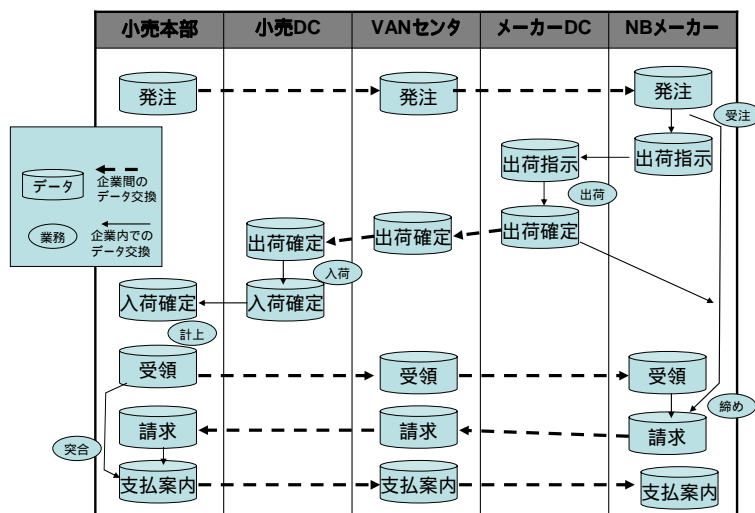 小売本部
小売DC
VANセンタ
メーカーDC
NBメーカー
発注
発注
発注
受注
データ
企業間の
データ交換
業務
企業内での
データ交換
出荷指示
出荷指示
出荷
出荷確定
出荷確定
出荷確定
入荷
入荷確定
入荷確定
計上
受領
受領
受領
締め
請求
請求
請求
突合
支払案内
支払案内
支払案内